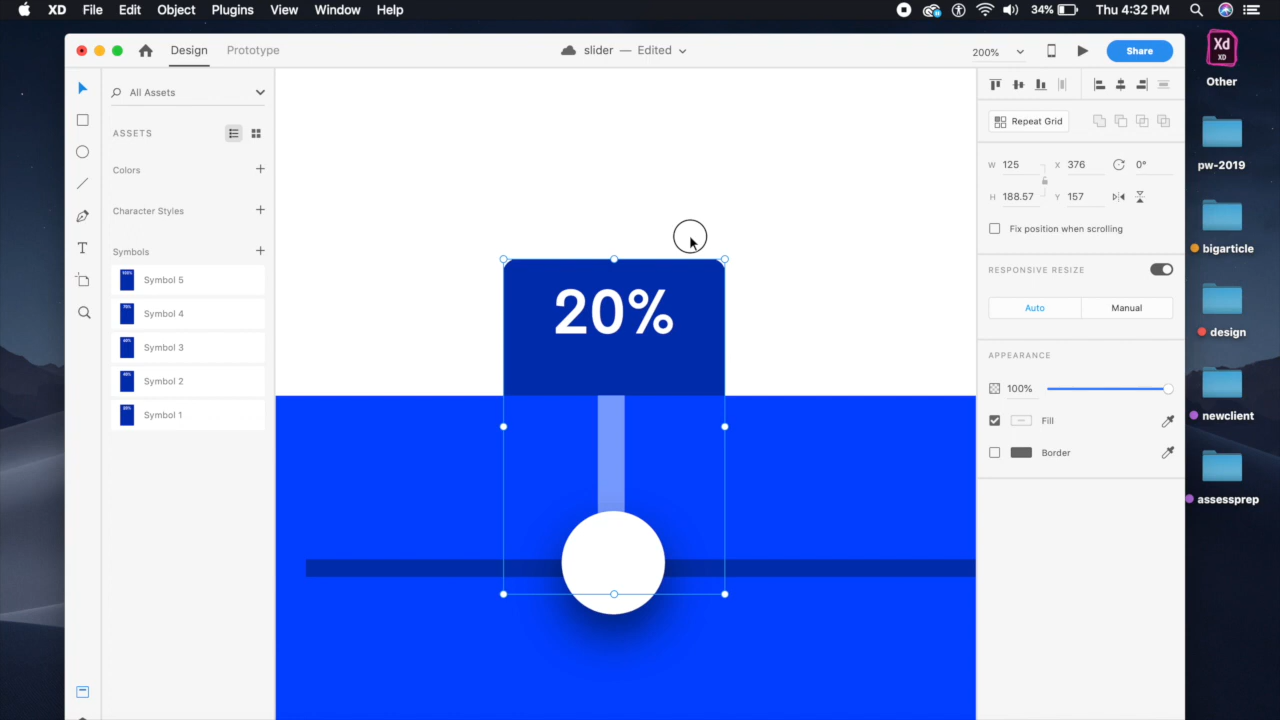 XD File Edit Object Plugins View Window Help 34% Thu 4:32 PM
Design Prototype slider — Edited 200% Share
Xd
XD
Other
All Assets
ASSETS
Colors
Character Styles
Symbols
Symbol 5
Symbol 4
Symbol 3
Symbol 2
Symbol 1
20%
Repeat Grid
W 125 X 376 0°
H 188.57 Y 157
Fix position when scrolling
RESPONSIVE RESIZE
Auto Manual
APPEARANCE
100%
Fill
Border
pw-2019
bigarticle
design
newclient
assessprep